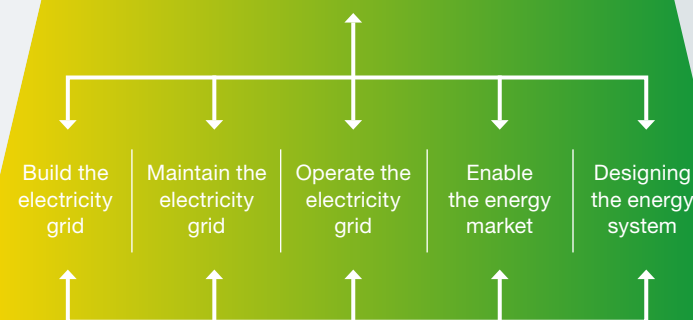 Build the
electricity
grid
Maintain the
electricity
grid
Operate the
electricity
grid
Enable
the energy
market
Designing
the energy
system